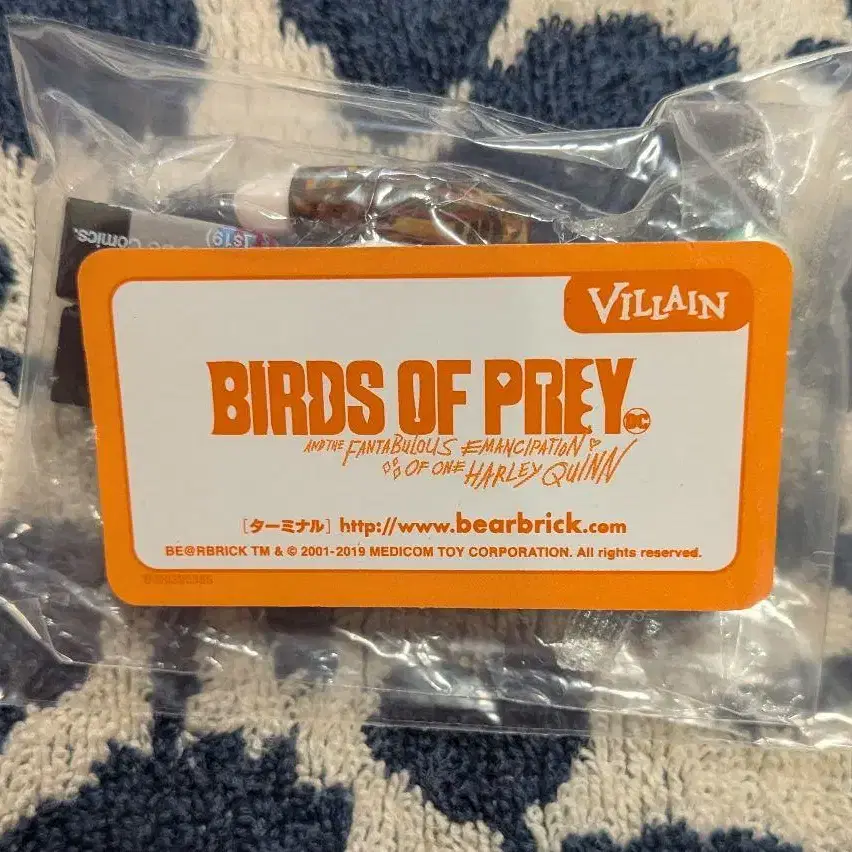 Comics.
VILLAIN
BIRDS OF PREY
DC
AND THE FANTABULOUS EMANCIPATION
OF ONE HARLEY QUINN
[ターミナル] http://www.bearbrick.com
BE@RBRICK TM & © 2001-2019 MEDICOM TOY CORPORATION. All rights reserved.